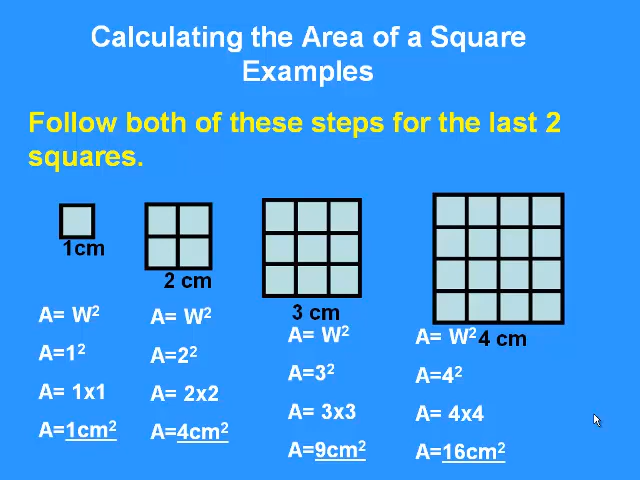 Calculating the Area of a Square
Examples
Follow both of these steps for the last 2
squares.
1cm
2 cm
3 cm
4 cm
A= W²
A=1²
A= 1x1
A=1cm²
A= W²
A=2²
A= 2x2
A=4cm²
A= W²
A=3²
A= 3x3
A=9cm²
A= W²
A=4²
A= 4x4
A=16cm²